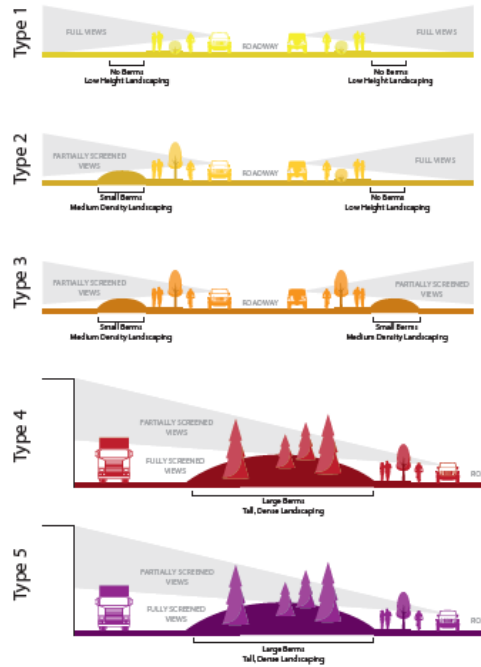 Type 1
FULL VIEWS
ROADWAY
FULL VIEWS
No Berms
Low Height Landscaping
No Berms
Low Height Landscaping
Type 2
PARTIALLY SCREENED
VIEWS
ROADWAY
FULL VIEWS
Small Berms
Medium Density Landscaping
No Berms
Low Height Landscaping
Type 3
PARTIALLY SCREENED
VIEWS
ROADWAY
PARTIALLY SCREENED
VIEWS
Small Berms
Medium Density Landscaping
Small Berms
Medium Density Landscaping
Type 4
PARTIALLY SCREENED
VIEWS
FULLY SCREENED
VIEWS
RO
Large Berms
Tall, Dense Landscaping
Type 5
PARTIALLY SCREENED
VIEWS
FULLY SCREENED
VIEWS
RO
Large Berms
Tall, Dense Landscaping